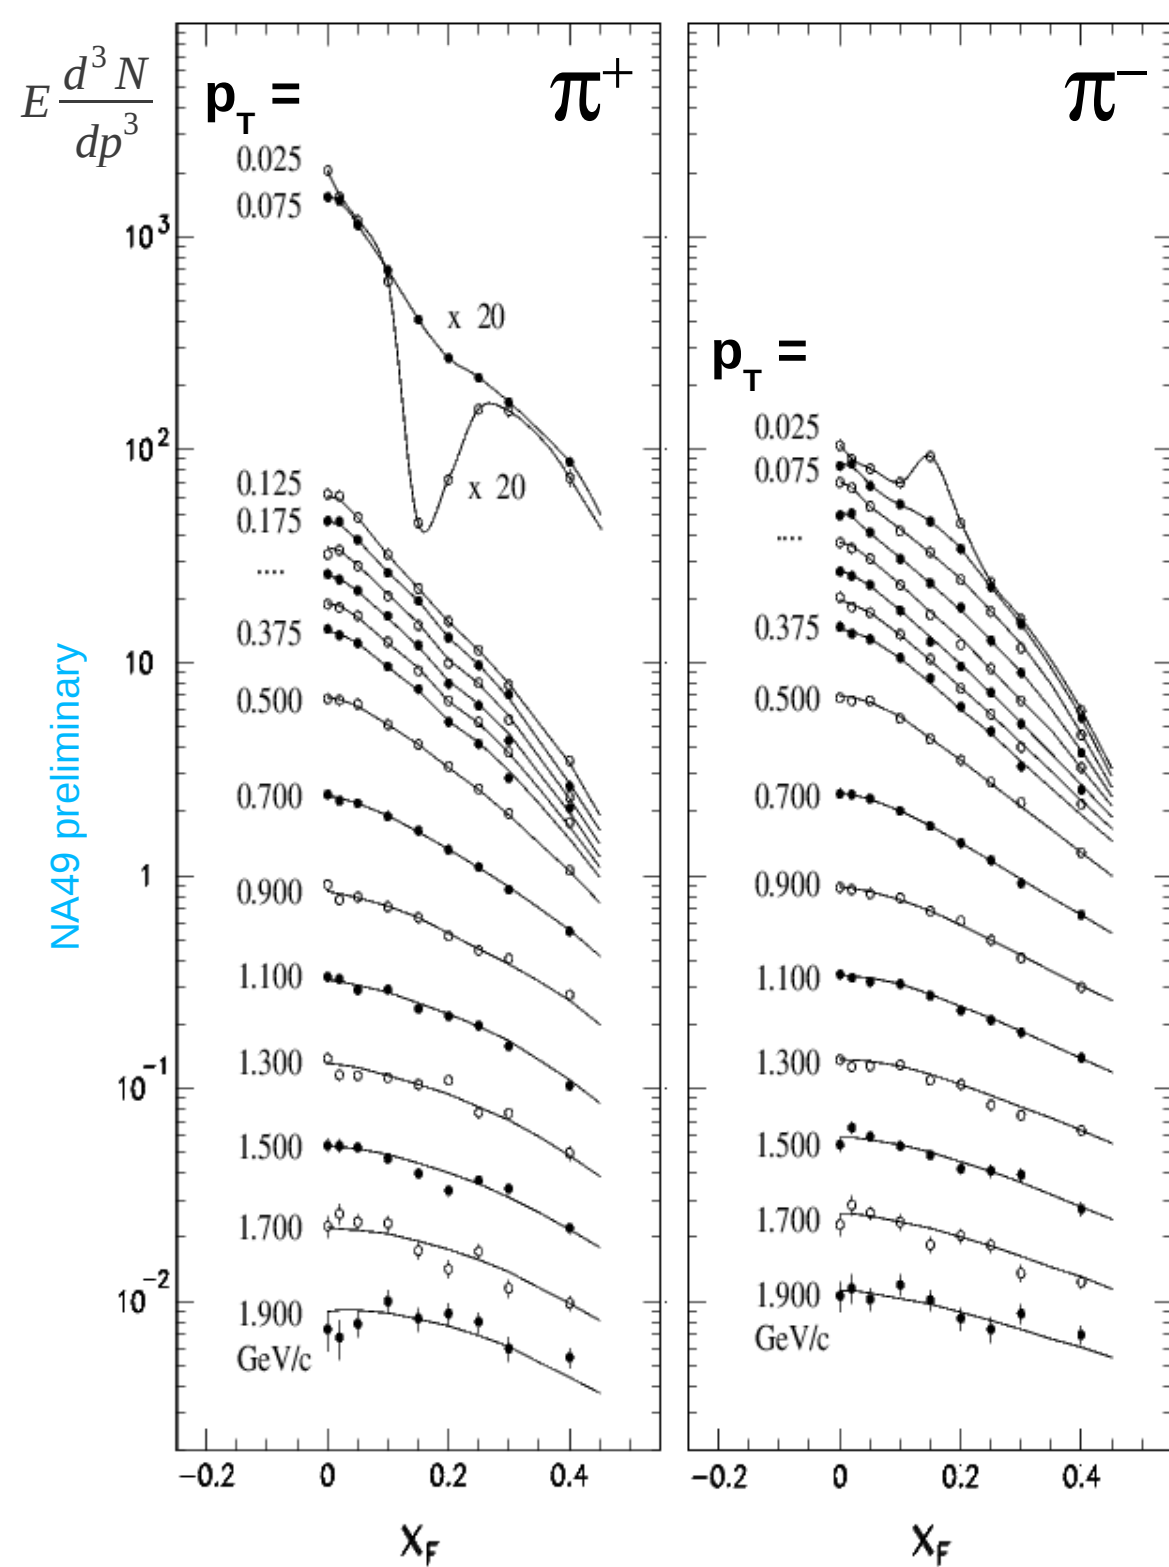 E d³N
dp³
p_T =
π⁺
0.025
0.075
10³
x 20
10²
x 20
0.125
0.175
....
0.375
10
0.500
0.700
1
0.900
1.100
10⁻¹
1.300
1.500
1.700
10⁻²
1.900
GeV/c
−0.2 0 0.2 0.4
X_F
NA49 preliminary
π⁻
p_T =
0.025
0.075
....
0.375
0.500
0.700
0.900
1.100
1.300
1.500
1.700
1.900
GeV/c
−0.2 0 0.2 0.4
X_F